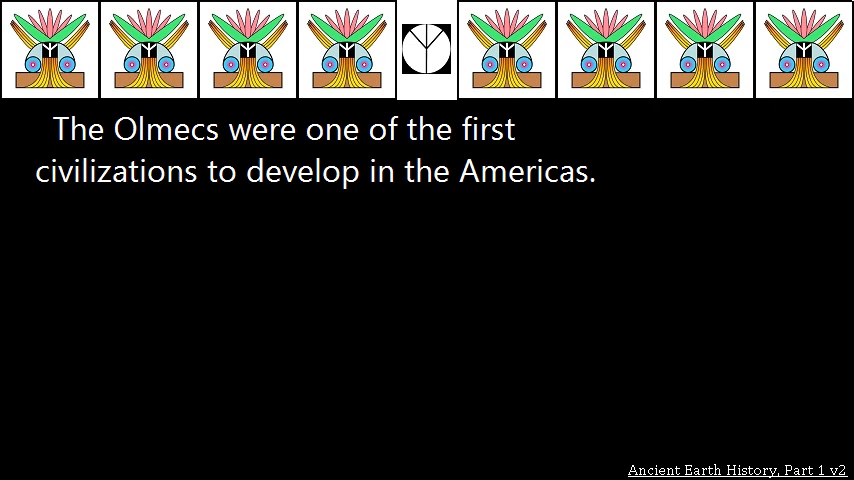 The Olmecs were one of the first
civilizations to develop in the Americas.
Ancient Earth History, Part 1 v2